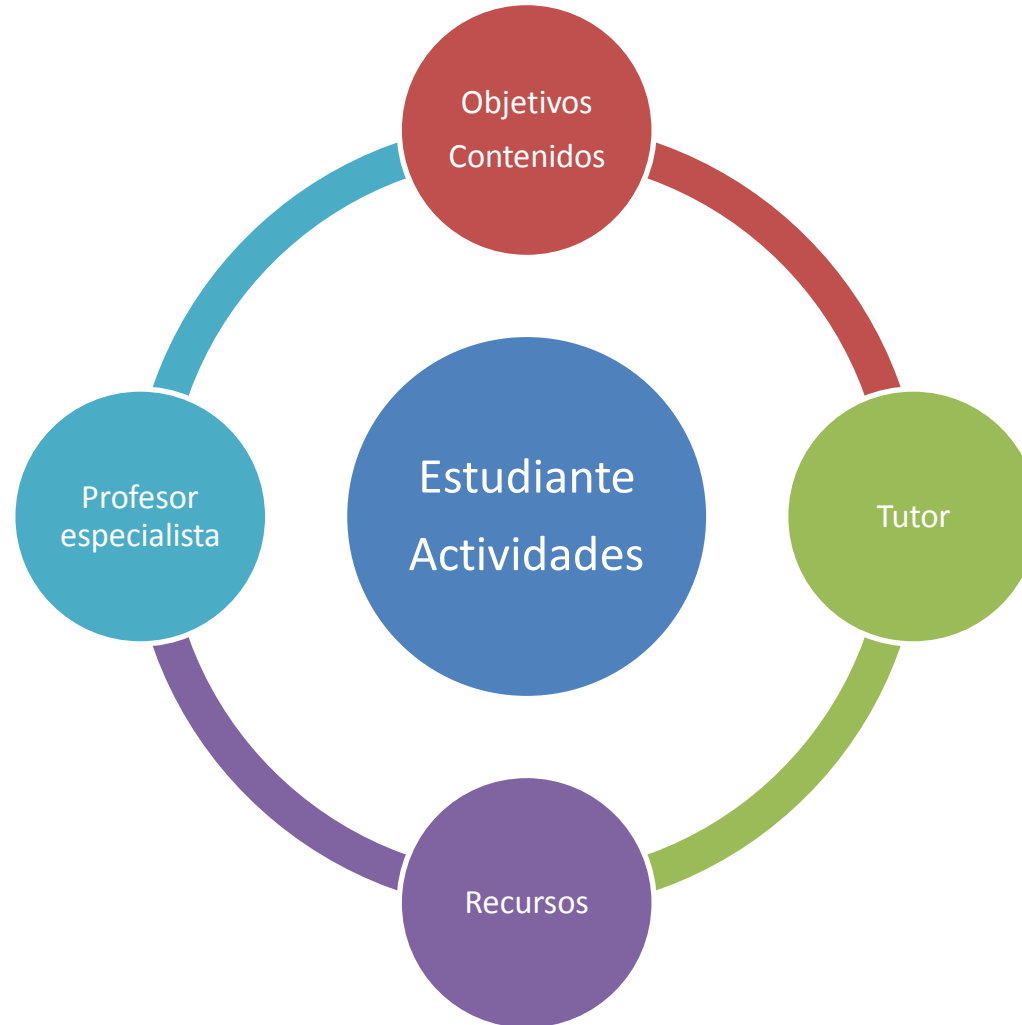 Objetivos
Contenidos
Profesor
especialista
Estudiante
Actividades
Tutor
Recursos